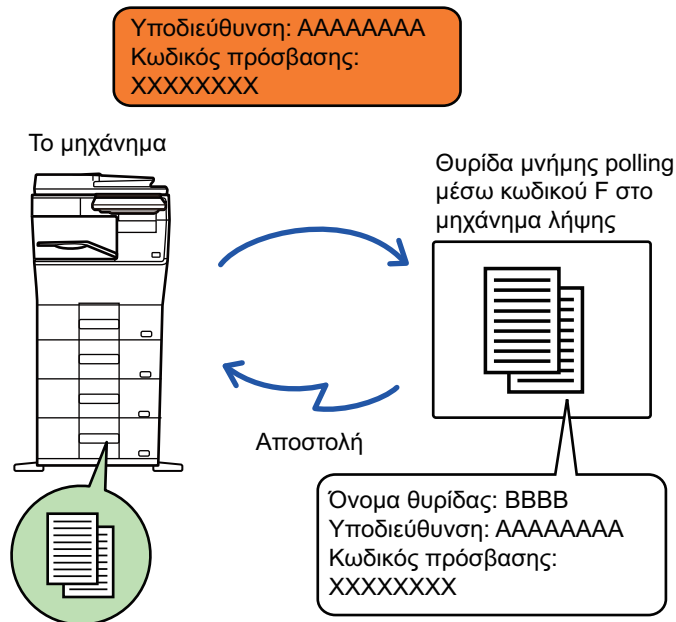 Υποδιεύθυνση: AAAAAAAA
Κωδικός πρόσβασης:
XXXXXXXX
Το μηχάνημα
Θυρίδα μνήμης polling
μέσω κωδικού F στο
μηχάνημα λήψης
Αποστολή
Όνομα θυρίδας: BBBB
Υποδιεύθυνση: AAAAAAAA
Κωδικός πρόσβασης:
XXXXXXXX